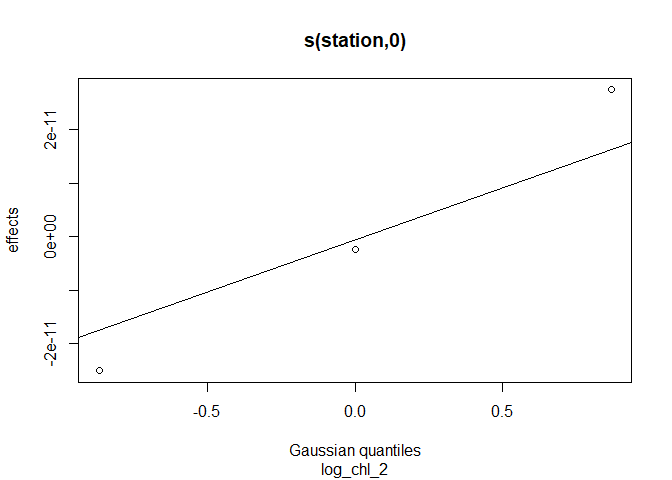 s(station,0)
effects
2e-11
0e+00
-2e-11
-0.5
0.0
0.5
Gaussian quantiles
log_chl_2